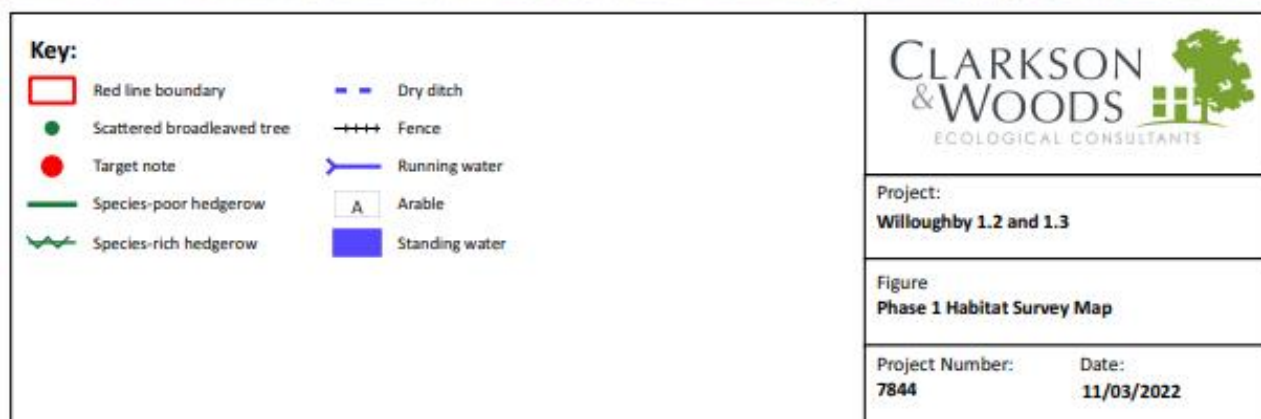 Key:
Red line boundary
Scattered broadleaved tree
Target note
Species-poor hedgerow
Species-rich hedgerow
Dry ditch
Fence
Running water
A Arable
Standing water
CLARKSON
&WOODS
ECOLOGICAL CONSULTANTS
Project:
Willoughby 1.2 and 1.3
Figure
Phase 1 Habitat Survey Map
Project Number: Date:
7844 11/03/2022